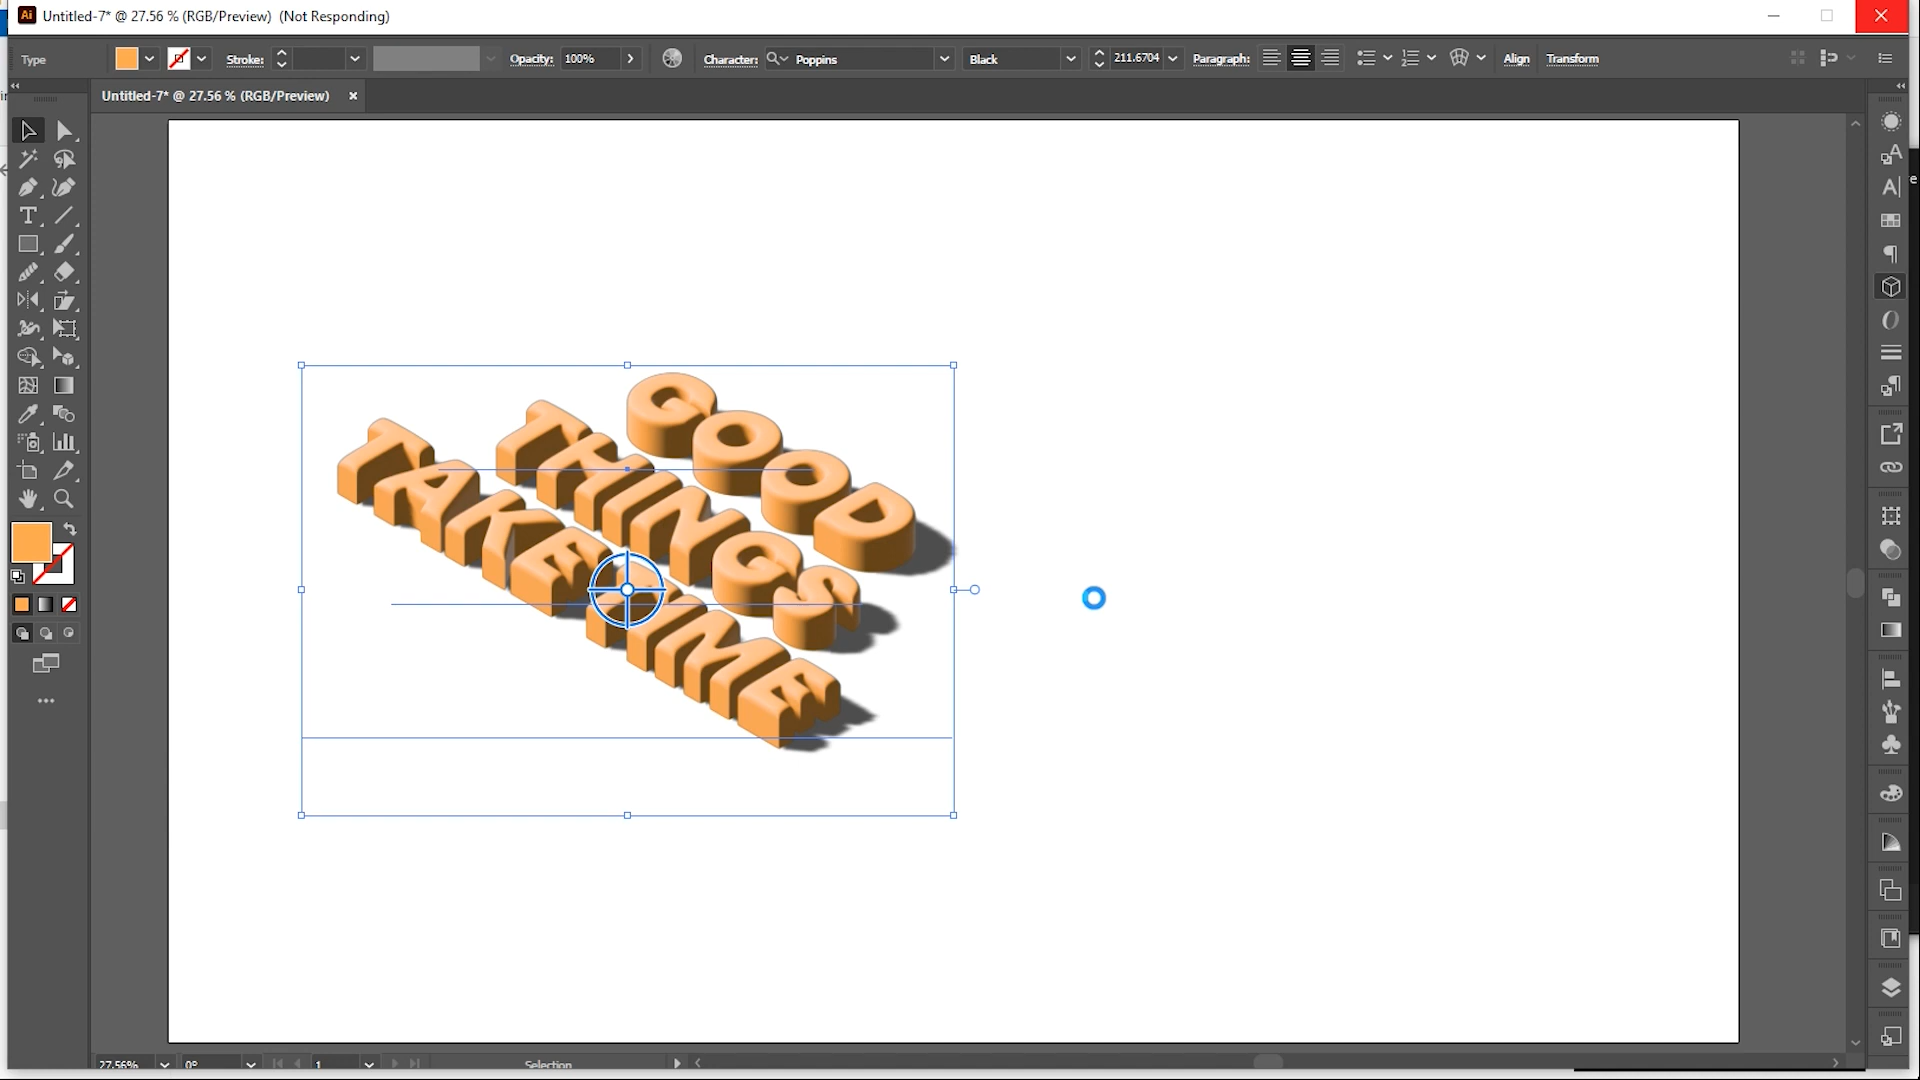 Ai Untitled-7* @ 27.56 % (RGB/Preview) (Not Responding)
Type Stroke: Opacity: 100% Character: Poppins Black 211.6704 Paragraph: Align Transform
Untitled-7* @ 27.56 % (RGB/Preview)
GOOD
THINGS
TAKE TIME
27.56% 0° 1 Selection